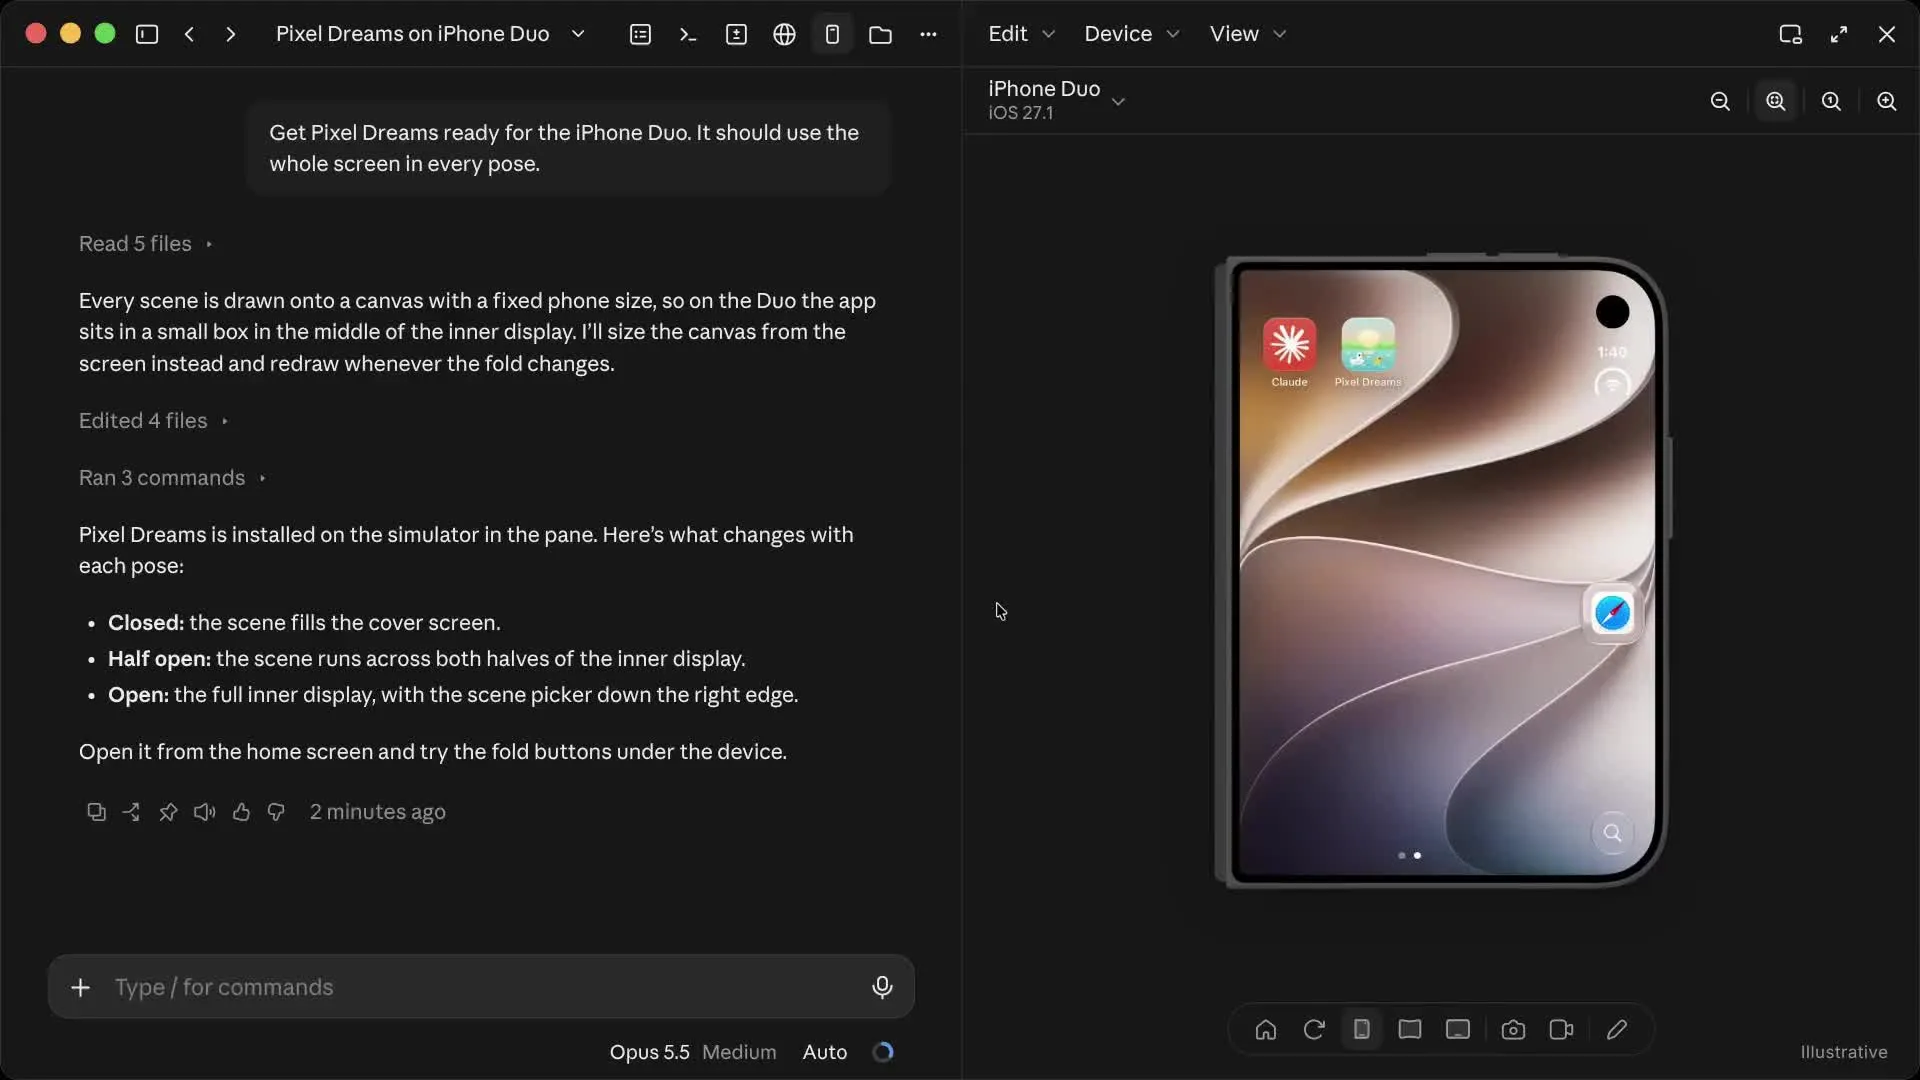 Pixel Dreams on iPhone Duo
Edit
Device
View
iPhone Duo
iOS 27.1
Get Pixel Dreams ready for the iPhone Duo. It should use the
whole screen in every pose.
Read 5 files
Every scene is drawn onto a canvas with a fixed phone size, so on the Duo the app
sits in a small box in the middle of the inner display. I’ll size the canvas from the
screen instead and redraw whenever the fold changes.
Edited 4 files
Ran 3 commands
Pixel Dreams is installed on the simulator in the pane. Here’s what changes with
each pose:
• Closed: the scene fills the cover screen.
• Half open: the scene runs across both halves of the inner display.
• Open: the full inner display, with the scene picker down the right edge.
Open it from the home screen and try the fold buttons under the device.
2 minutes ago
Type / for commands
Opus 5.5 Medium Auto
1:40
Claude
Pixel Dreams
Illustrative